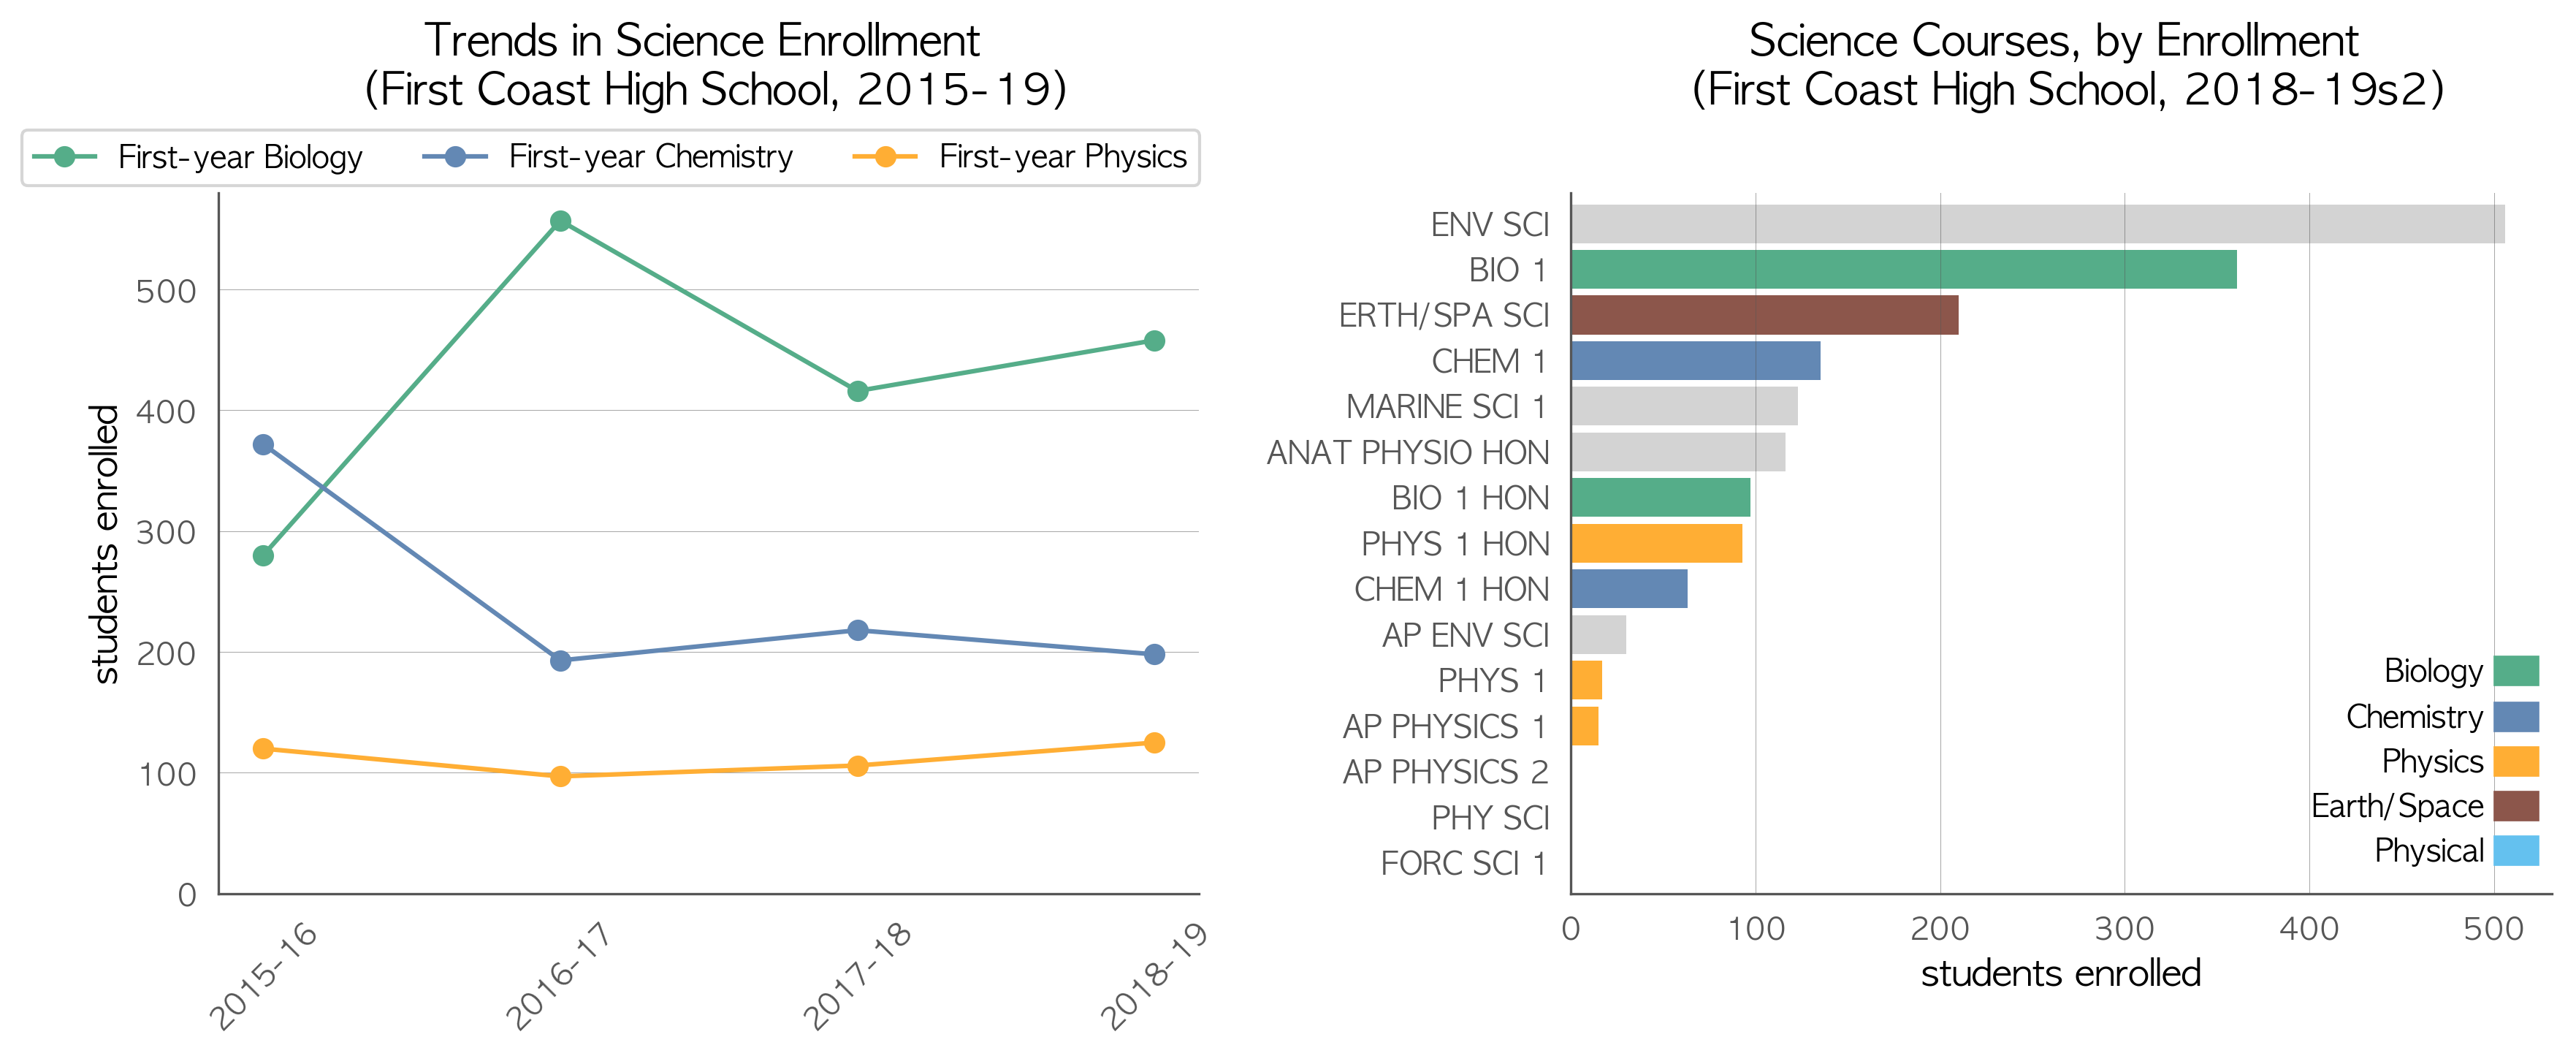 Trends in Science Enrollment
(First Coast High School, 2015-19)
First-year Biology
First-year Chemistry
First-year Physics
students enrolled
500
400
300
200
100
0
2015-16
2016-17
2017-18
2018-19
Science Courses, by Enrollment
(First Coast High School, 2018-19s2)
ENV SCI
BIO 1
ERTH/SPA SCI
CHEM 1
MARINE SCI 1
ANAT PHYSIO HON
BIO 1 HON
PHYS 1 HON
CHEM 1 HON
AP ENV SCI
PHYS 1
AP PHYSICS 1
AP PHYSICS 2
PHY SCI
FORC SCI 1
Biology
Chemistry
Physics
Earth/Space
Physical
0
100
200
300
400
500
students enrolled